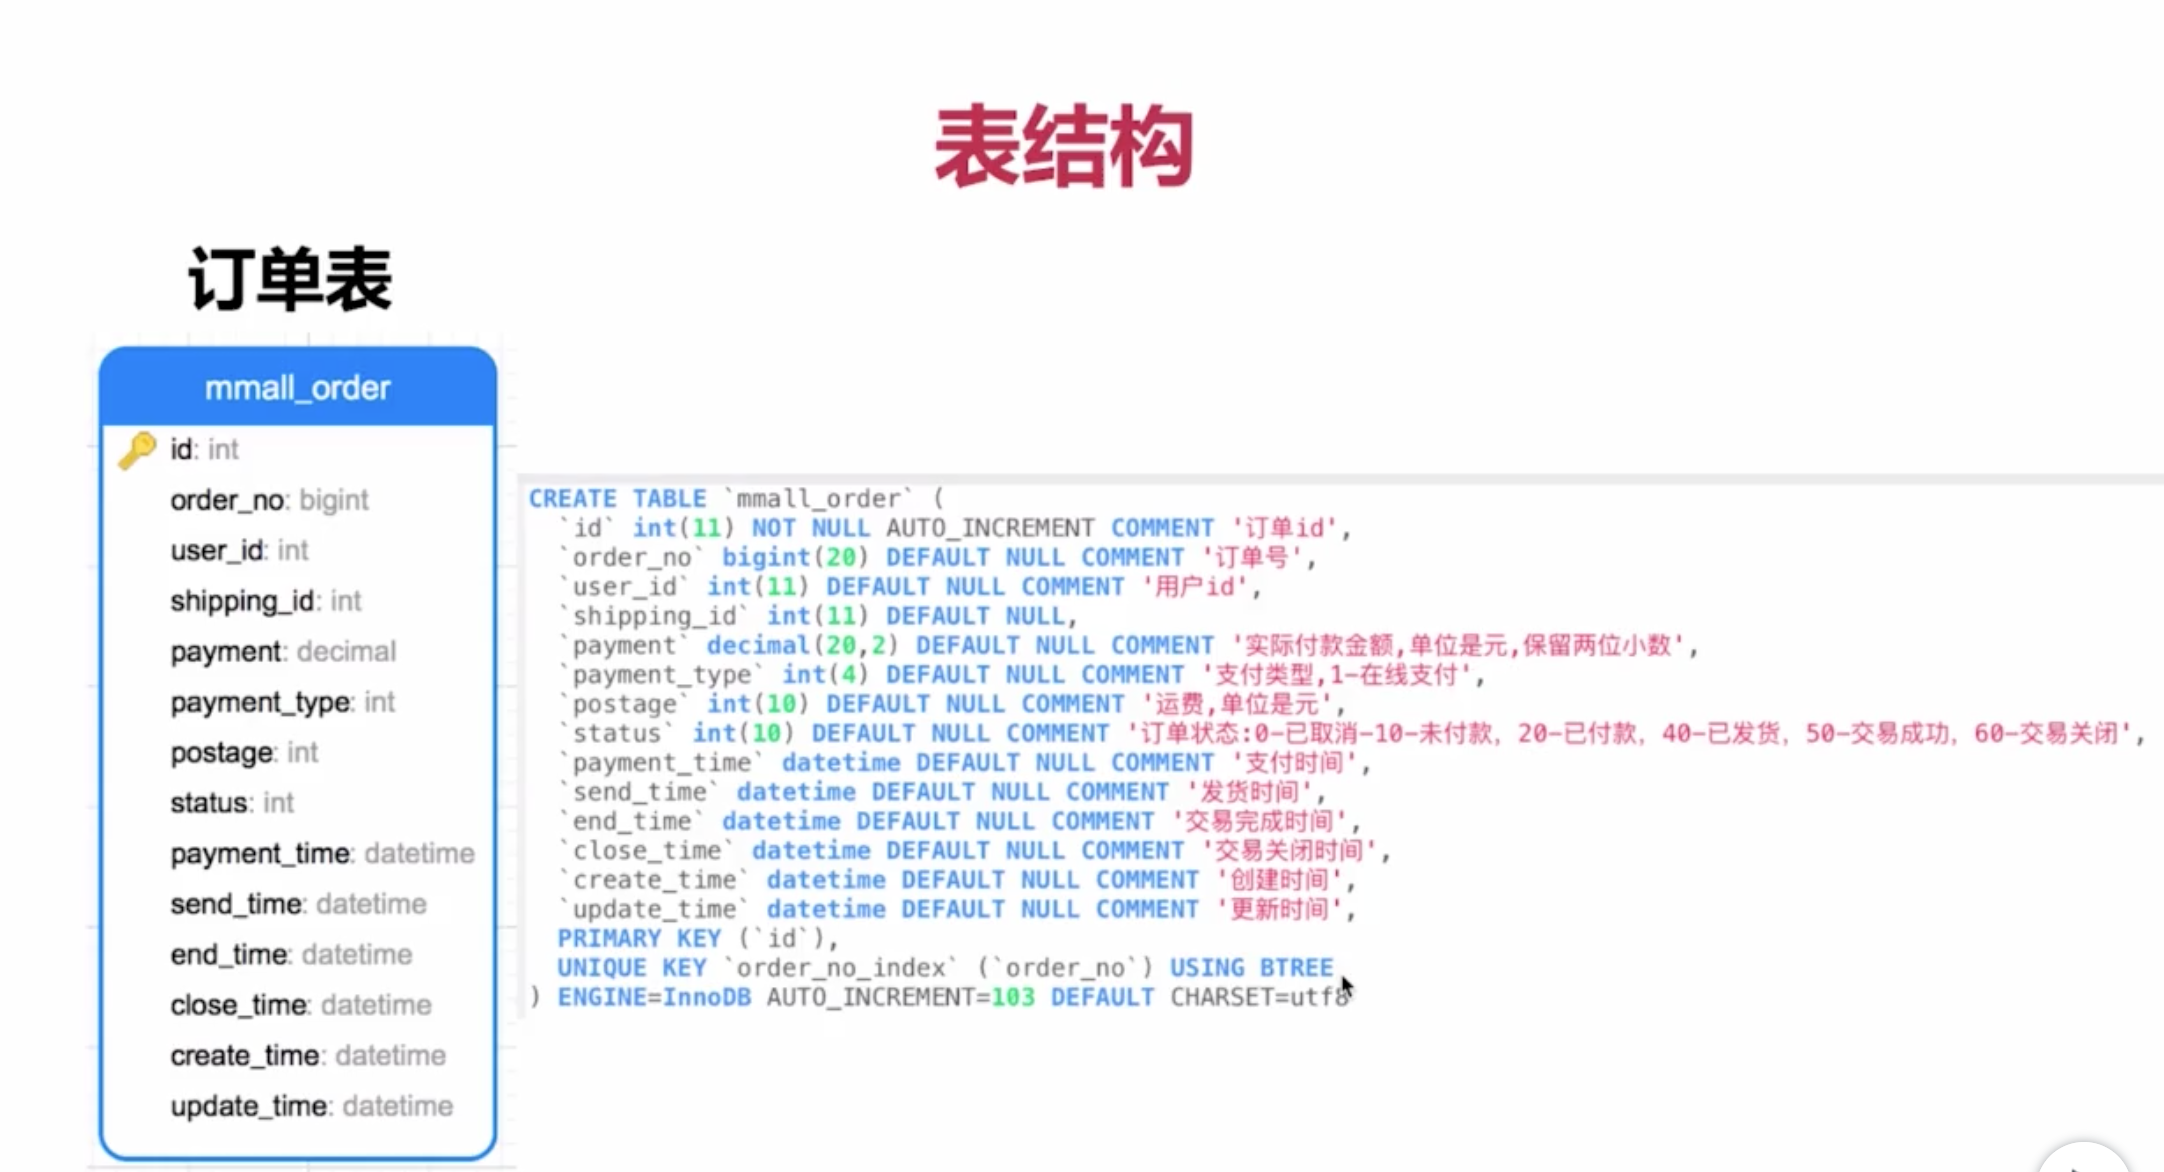 表结构
订单表
mmall_order
id: int
order_no: bigint
user_id: int
shipping_id: int
payment: decimal
payment_type: int
postage: int
status: int
payment_time: datetime
send_time: datetime
end_time: datetime
close_time: datetime
create_time: datetime
update_time: datetime
CREATE TABLE `mmall_order` (
`id` int(11) NOT NULL AUTO_INCREMENT COMMENT '订单id',
`order_no` bigint(20) DEFAULT NULL COMMENT '订单号',
`user_id` int(11) DEFAULT NULL COMMENT '用户id',
`shipping_id` int(11) DEFAULT NULL,
`payment` decimal(20,2) DEFAULT NULL COMMENT '实际付款金额,单位是元,保留两位小数',
`payment_type` int(4) DEFAULT NULL COMMENT '支付类型,1-在线支付',
`postage` int(10) DEFAULT NULL COMMENT '运费,单位是元',
`status` int(10) DEFAULT NULL COMMENT '订单状态:0-已取消-10-未付款，20-已付款，40-已发货，50-交易成功，60-交易关闭',
`payment_time` datetime DEFAULT NULL COMMENT '支付时间',
`send_time` datetime DEFAULT NULL COMMENT '发货时间',
`end_time` datetime DEFAULT NULL COMMENT '交易完成时间',
`close_time` datetime DEFAULT NULL COMMENT '交易关闭时间',
`create_time` datetime DEFAULT NULL COMMENT '创建时间',
`update_time` datetime DEFAULT NULL COMMENT '更新时间',
PRIMARY KEY (`id`),
UNIQUE KEY `order_no_index` (`order_no`) USING BTREE
) ENGINE=InnoDB AUTO_INCREMENT=103 DEFAULT CHARSET=utf8